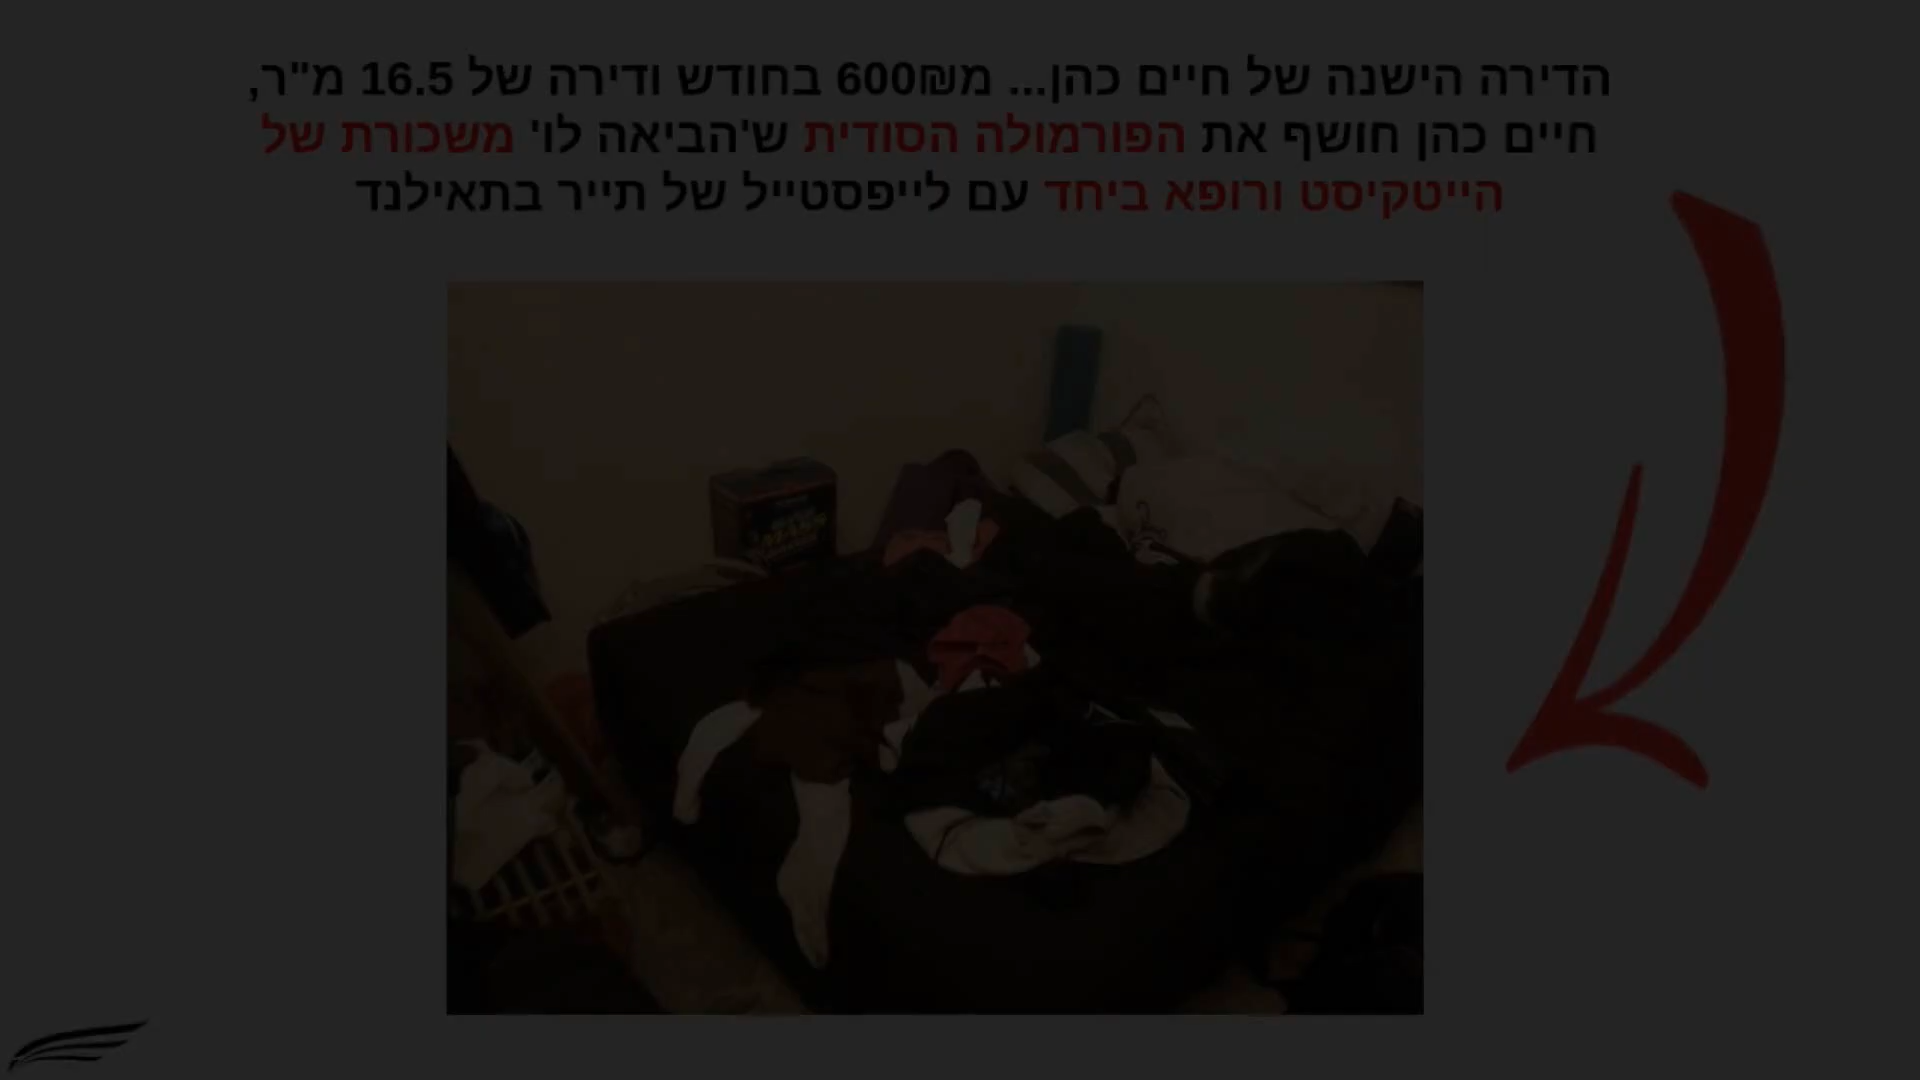 הדירה הישנה של חיים כהן... מ₪600 בחודש ודירה של 16.5 מ"ר,
חיים כהן חושף את הפורמולה הסודית ש'הביאה לו' משכורת של
הייטקיסט ורופא ביחד עם לייפסטייל של תייר בתאילנד
MASS